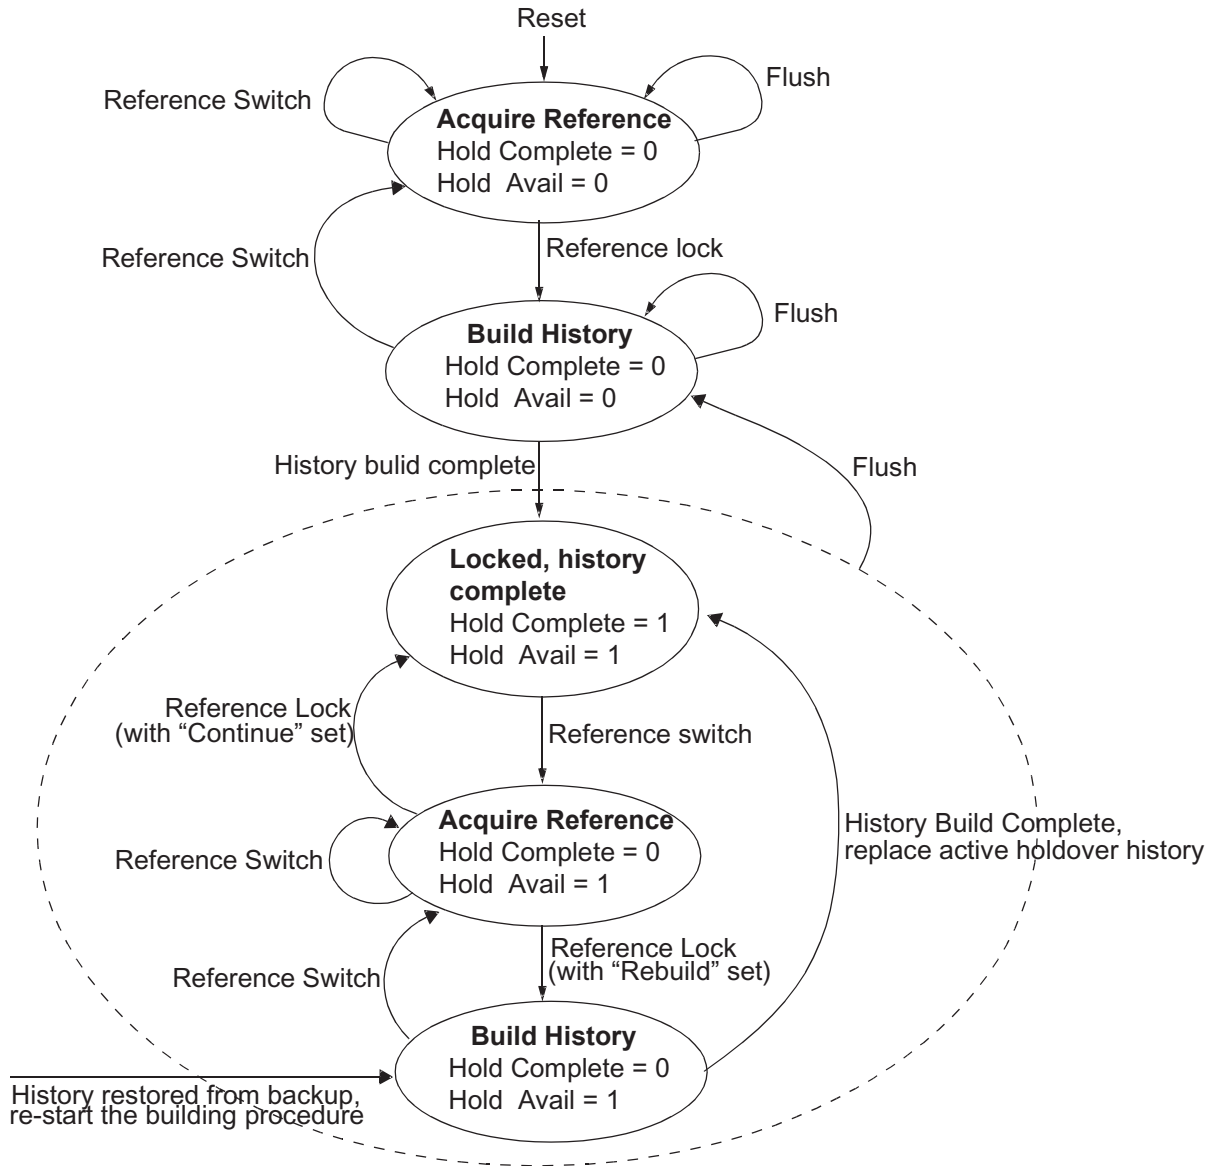 Reset
Reference Switch
Flush
Acquire Reference
Hold Complete = 0
Hold Avail = 0
Reference Switch
Reference lock
Flush
Build History
Hold Complete = 0
Hold Avail = 0
History bulid complete
Flush
Locked, history
complete
Hold Complete = 1
Hold Avail = 1
Reference Lock
(with “Continue” set)
Reference switch
Acquire Reference
Hold Complete = 0
Hold Avail = 1
Reference Switch
History Build Complete,
replace active holdover history
Reference Lock
(with “Rebuild” set)
Reference Switch
Build History
Hold Complete = 0
Hold Avail = 1
History restored from backup,
re-start the building procedure